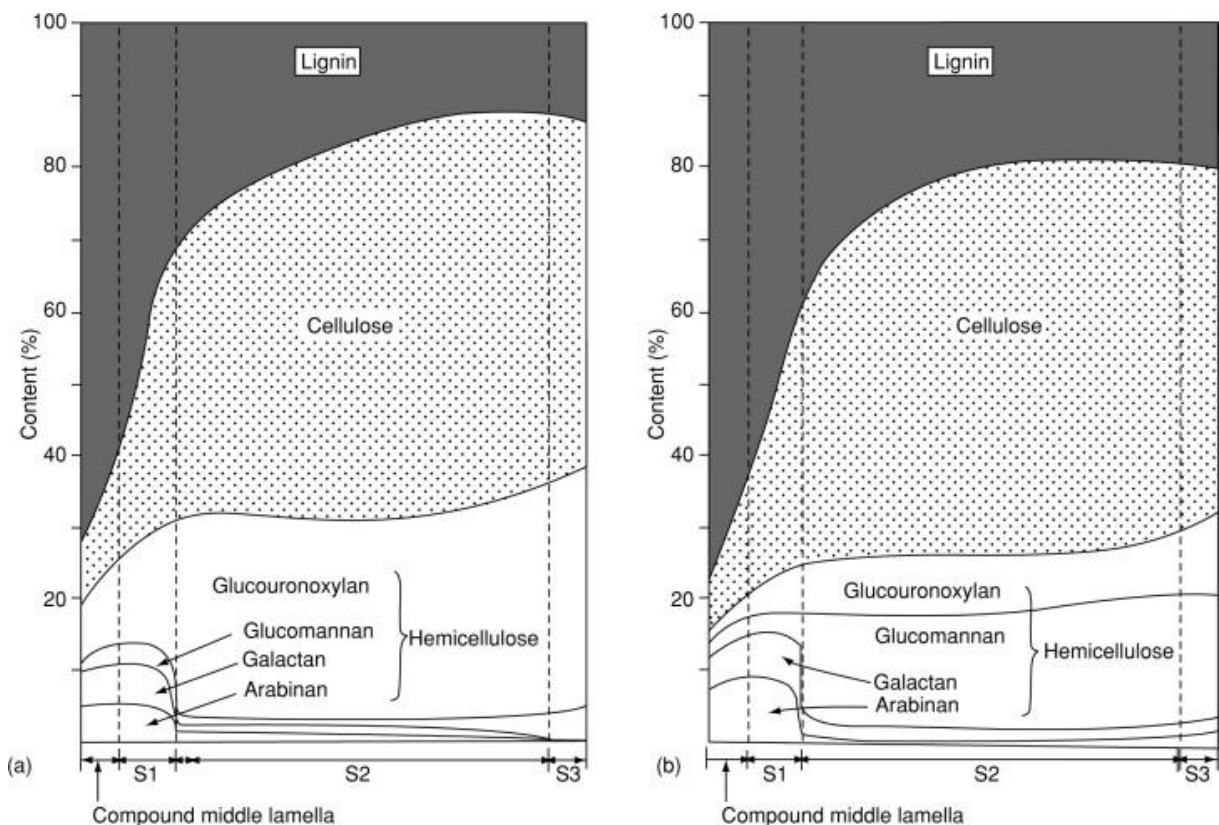 100
80
60
40
20
Content (%)
Lignin
Cellulose
Glucouronoxylan
Glucomannan
Galactan
Arabinan
Hemicellulose
(a)
S1
S2
S3
Compound middle lamella
100
80
60
40
20
Content (%)
Lignin
Cellulose
Glucouronoxylan
Glucomannan
Galactan
Arabinan
Hemicellulose
(b)
S1
S2
S3
Compound middle lamella